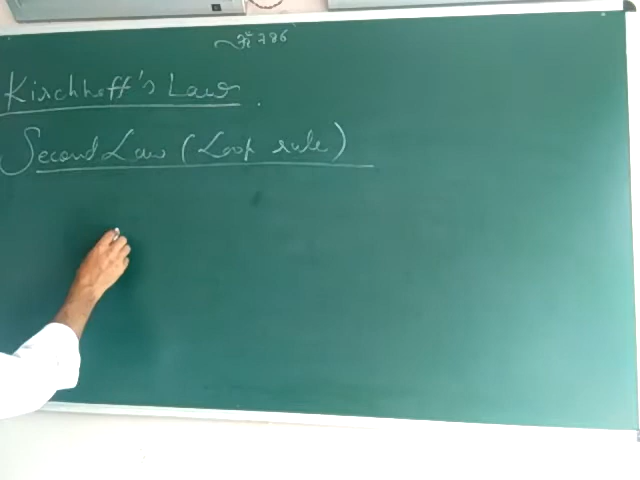 ॐ 786
Kirchhoff's Law
Second Law (Loop rule)